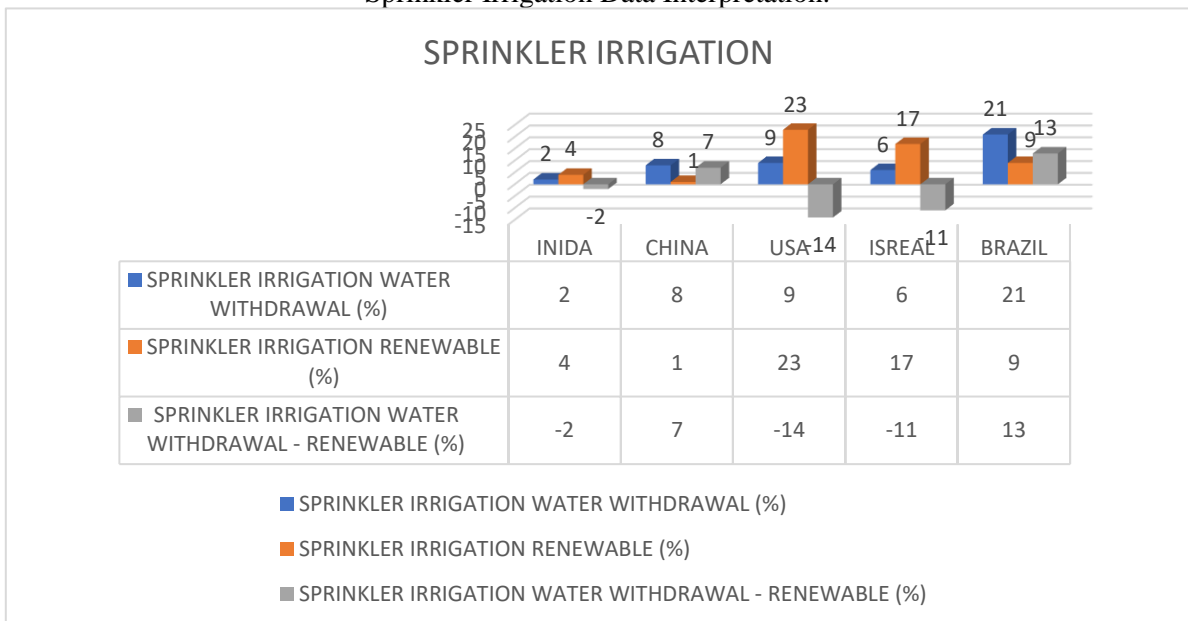 Sprinkler Irrigation Data Interpretation.
SPRINKLER IRRIGATION
25
20
15
10
5
0
-5
-10
-15
2 4 -2 8 1 7 9 23 -14 6 17 -11 21 9 13
INIDA CHINA USA ISREAL BRAZIL
SPRINKLER IRRIGATION WATER
WITHDRAWAL (%) 2 8 9 6 21
SPRINKLER IRRIGATION RENEWABLE
(%) 4 1 23 17 9
SPRINKLER IRRIGATION WATER
WITHDRAWAL - RENEWABLE (%) -2 7 -14 -11 13
SPRINKLER IRRIGATION WATER WITHDRAWAL (%)
SPRINKLER IRRIGATION RENEWABLE (%)
SPRINKLER IRRIGATION WATER WITHDRAWAL - RENEWABLE (%)